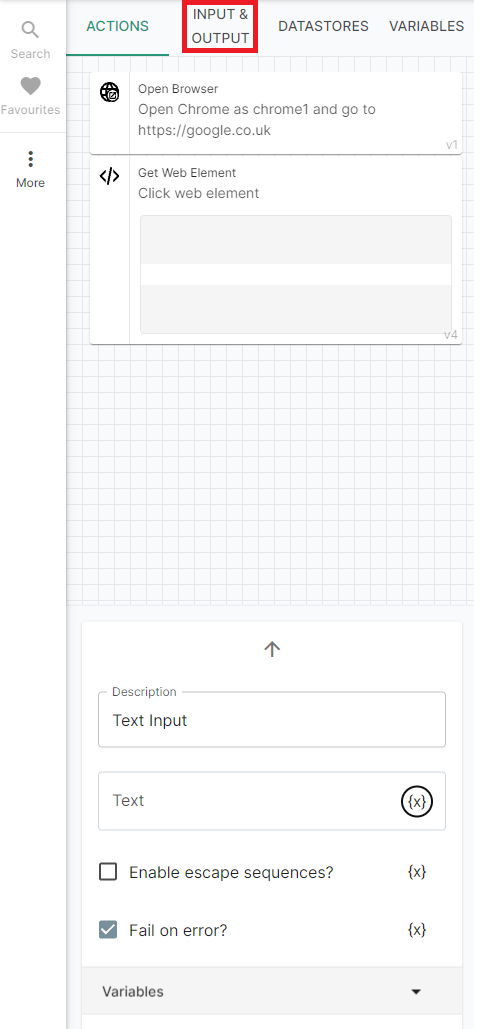 Search
Favourites
More
ACTIONS
INPUT &
OUTPUT
DATASTORES
VARIABLES
Open Browser
Open Chrome as chrome1 and go to
https://google.co.uk
v1
Get Web Element
Click web element
v4
Description
Text Input
Text
{x}
Enable escape sequences?
{x}
Fail on error?
{x}
Variables